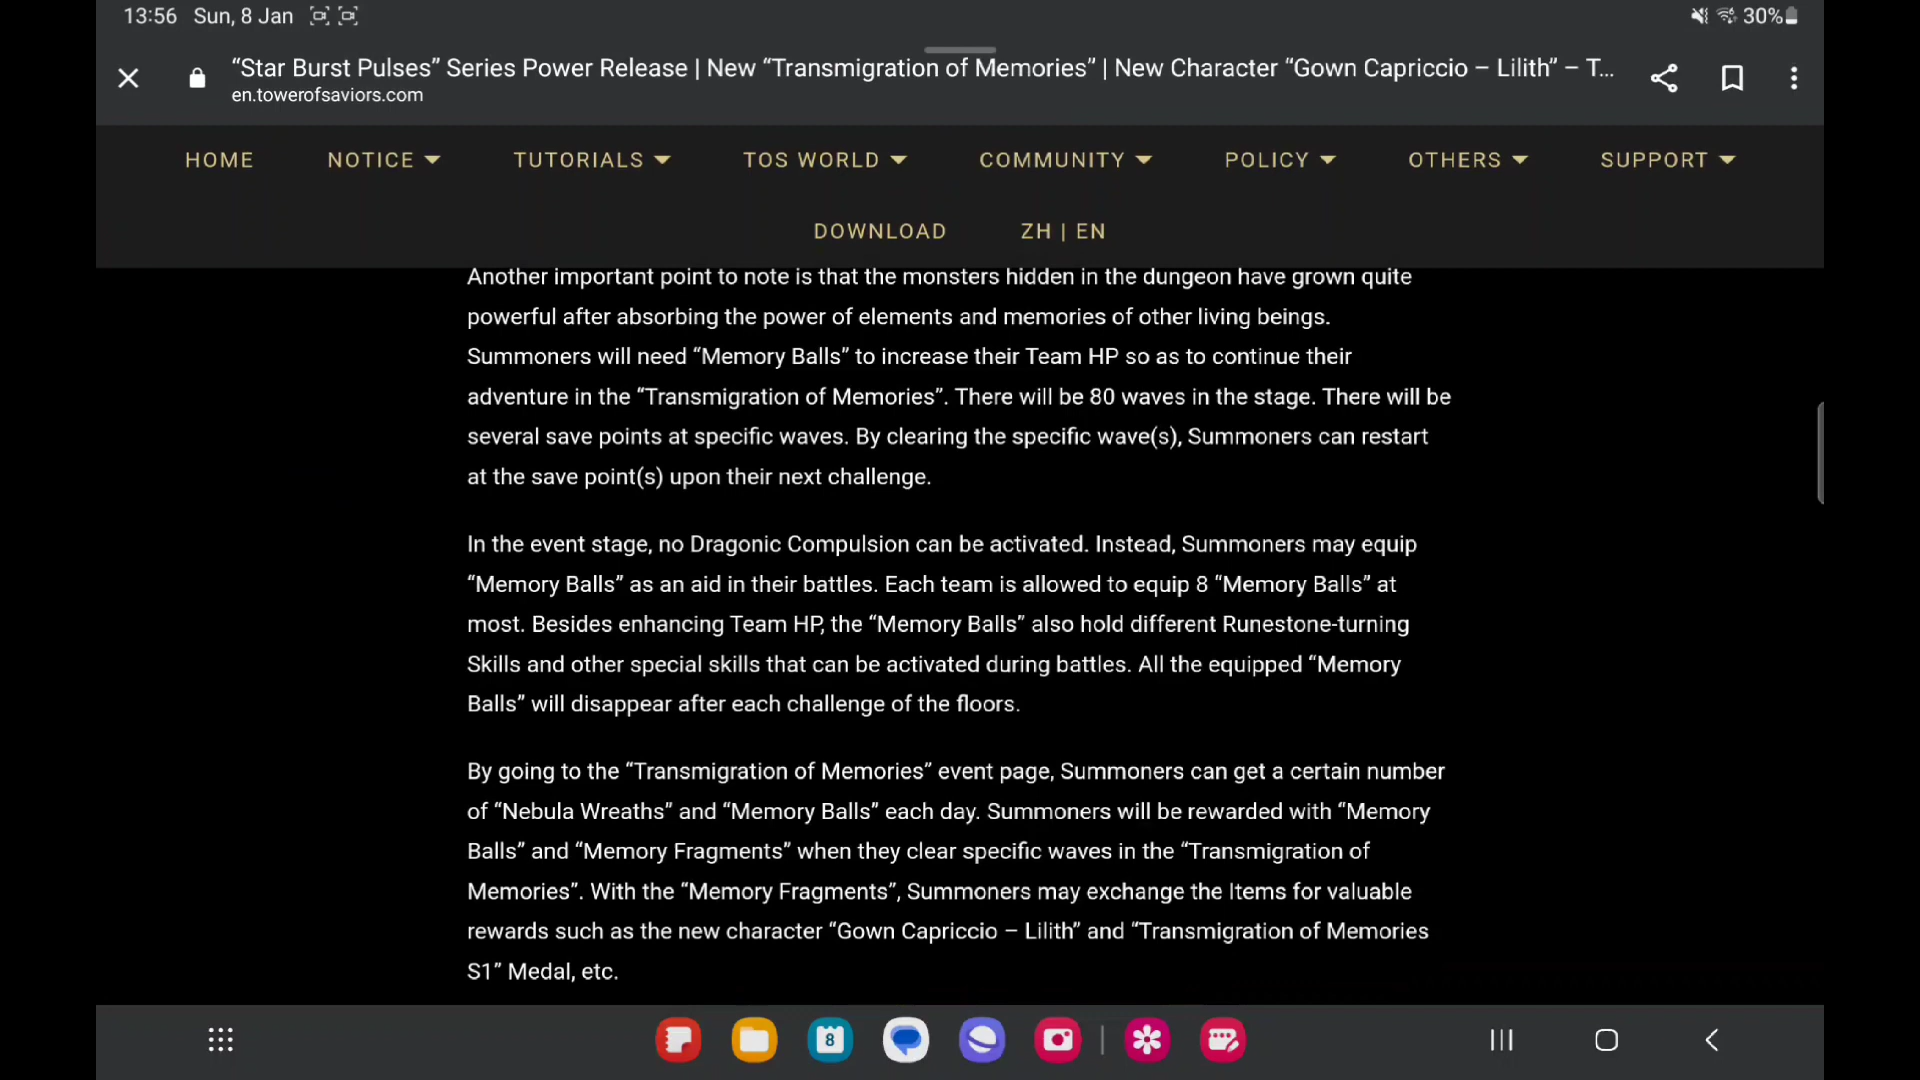 13:56 Sun, 8 Jan
30%
“Star Burst Pulses” Series Power Release | New “Transmigration of Memories” | New Character “Gown Capriccio – Lilith” – T...
en.towerofsaviors.com
HOME NOTICE TUTORIALS TOS WORLD COMMUNITY POLICY OTHERS SUPPORT
DOWNLOAD ZH | EN
Another important point to note is that the monsters hidden in the dungeon have grown quite
powerful after absorbing the power of elements and memories of other living beings.
Summoners will need “Memory Balls” to increase their Team HP so as to continue their
adventure in the “Transmigration of Memories”. There will be 80 waves in the stage. There will be
several save points at specific waves. By clearing the specific wave(s), Summoners can restart
at the save point(s) upon their next challenge.
In the event stage, no Dragonic Compulsion can be activated. Instead, Summoners may equip
“Memory Balls” as an aid in their battles. Each team is allowed to equip 8 “Memory Balls” at
most. Besides enhancing Team HP, the “Memory Balls” also hold different Runestone-turning
Skills and other special skills that can be activated during battles. All the equipped “Memory
Balls” will disappear after each challenge of the floors.
By going to the “Transmigration of Memories” event page, Summoners can get a certain number
of “Nebula Wreaths” and “Memory Balls” each day. Summoners will be rewarded with “Memory
Balls” and “Memory Fragments” when they clear specific waves in the “Transmigration of
Memories”. With the “Memory Fragments”, Summoners may exchange the Items for valuable
rewards such as the new character “Gown Capriccio – Lilith” and “Transmigration of Memories
S1” Medal, etc.
8